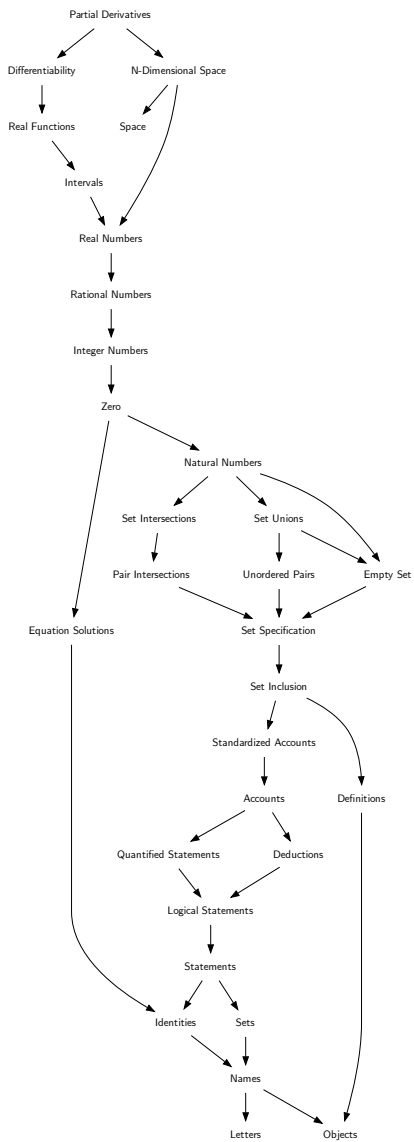 Partial Derivatives
Differentiability
N-Dimensional Space
Real Functions
Space
Intervals
Real Numbers
Rational Numbers
Integer Numbers
Zero
Natural Numbers
Set Intersections
Set Unions
Pair Intersections
Unordered Pairs
Empty Set
Equation Solutions
Set Specification
Set Inclusion
Standardized Accounts
Accounts
Definitions
Quantified Statements
Deductions
Logical Statements
Statements
Identities
Sets
Names
Letters
Objects